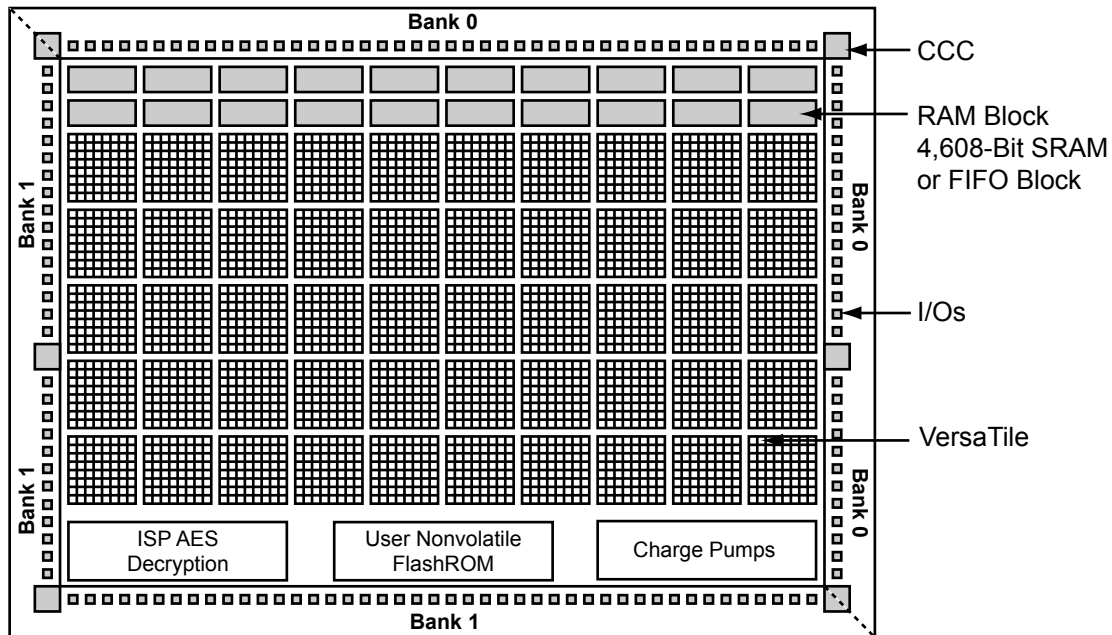 Bank 0
CCC
RAM Block
4,608-Bit SRAM
or FIFO Block
Bank 1
Bank 0
I/Os
VersaTile
Bank 1
Bank 0
ISP AES
Decryption
User Nonvolatile
FlashROM
Charge Pumps
Bank 1